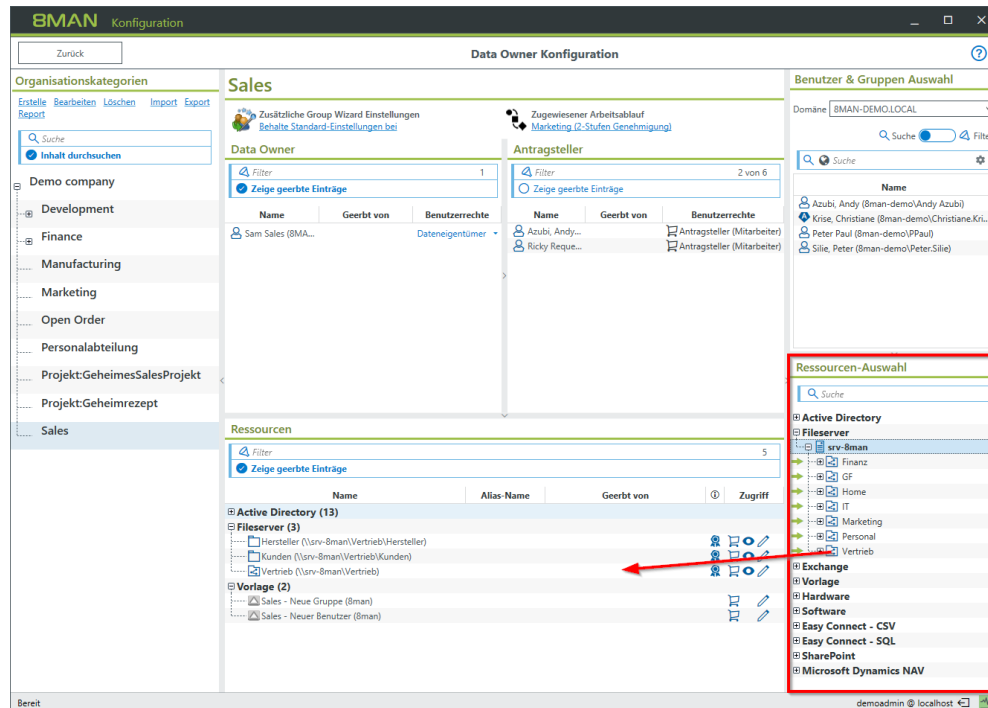 8MAN Konfiguration
Zurück
Data Owner Konfiguration
Organisationskategorien
Erstelle Bearbeiten Löschen Import Export
Report
Suche
Inhalt durchsuchen
Demo company
Development
Finance
Manufacturing
Marketing
Open Order
Personalabteilung
Projekt:GeheimesSalesProjekt
Projekt:Geheimrezept
Sales
Sales
Zusätzliche Group Wizard Einstellungen
Behalte Standard-Einstellungen bei
Zugewiesener Arbeitsablauf
Marketing (2-Stufen Genehmigung)
Data Owner
Filter 1
Zeige geerbte Einträge
Name Geerbt von Benutzerrechte
Sam Sales (8MA... Dateneigentümer
Antragsteller
Filter 2 von 6
Zeige geerbte Einträge
Name Geerbt von Benutzerrechte
Azubi, Andy... Antragsteller (Mitarbeiter)
Ricky Reque... Antragsteller (Mitarbeiter)
Ressourcen
Filter 5
Zeige geerbte Einträge
Name Alias-Name Geerbt von Zugriff
Active Directory (13)
Fileserver (3)
Hersteller (\\srv-8man\Vertrieb\Hersteller)
Kunden (\\srv-8man\Vertrieb\Kunden)
Vertrieb (\\srv-8man\Vertrieb)
Vorlage (2)
Sales - Neue Gruppe (8man)
Sales - Neuer Benutzer (8man)
Benutzer & Gruppen Auswahl
Domäne 8MAN-DEMO.LOCAL
Suche Filte
Suche
Name
Azubi, Andy (8man-demo\Andy Azubi)
Krise, Christiane (8man-demo\Christiane.Kri...
Peter Paul (8man-demo\PPaul)
Silie, Peter (8man-demo\Peter.Silie)
Ressourcen-Auswahl
Suche
Active Directory
Fileserver
srv-8man
Finanz
GF
Home
IT
Marketing
Personal
Vertrieb
Exchange
Vorlage
Hardware
Software
Easy Connect - CSV
Easy Connect - SQL
SharePoint
Microsoft Dynamics NAV
Bereit
demoadmin @ localhost